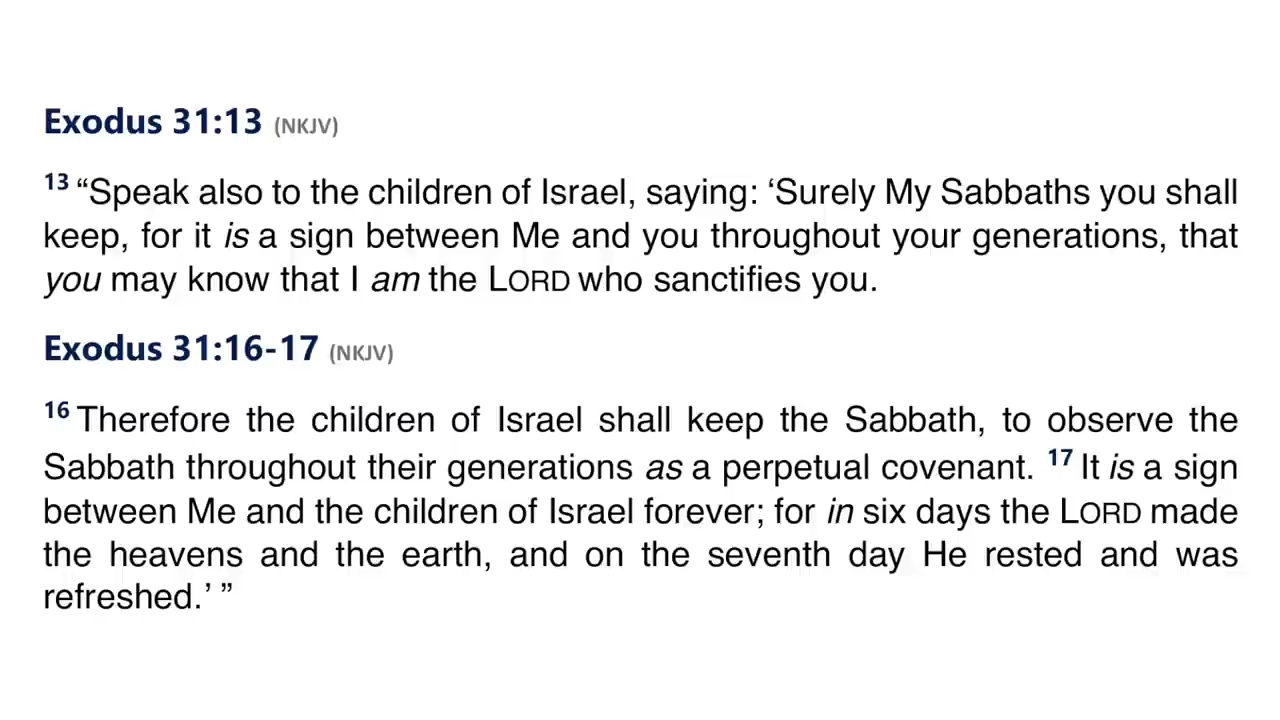 Exodus 31:13 (NKJV)
13 “Speak also to the children of Israel, saying: ‘Surely My Sabbaths you shall
keep, for it is a sign between Me and you throughout your generations, that
you may know that I am the LORD who sanctifies you.
Exodus 31:16-17 (NKJV)
16 Therefore the children of Israel shall keep the Sabbath, to observe the
Sabbath throughout their generations as a perpetual covenant. 17 It is a sign
between Me and the children of Israel forever; for in six days the LORD made
the heavens and the earth, and on the seventh day He rested and was
refreshed.’ ”